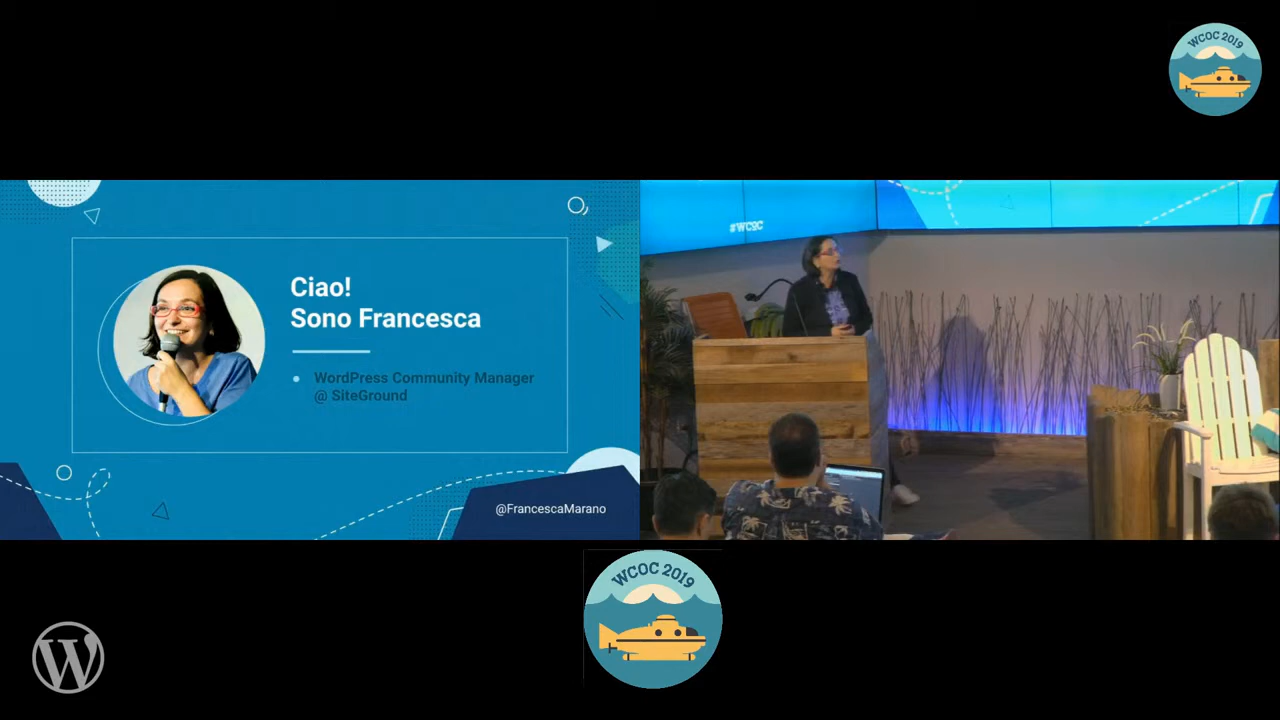 WCOC 2019
Ciao!
Sono Francesca
WordPress Community Manager
@ SiteGround
@FrancescaMarano
#WCOC
WCOC 2019